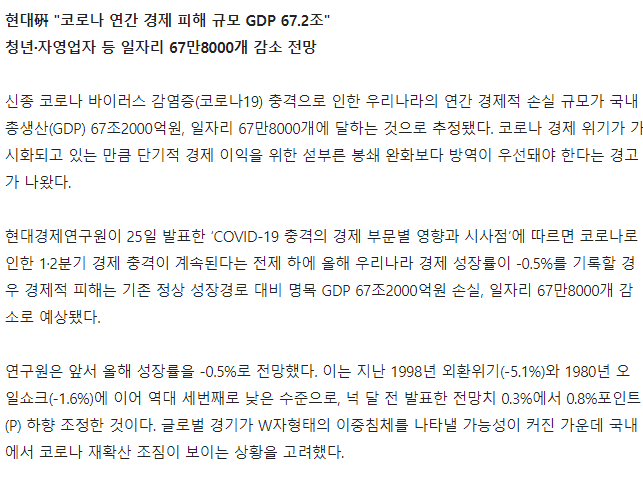 현대硏 "코로나 연간 경제 피해 규모 GDP 67.2조"
청년·자영업자 등 일자리 67만8000개 감소 전망
신종 코로나 바이러스 감염증(코로나19) 충격으로 인한 우리나라의 연간 경제적 손실 규모가 국내
총생산(GDP) 67조2000억원, 일자리 67만8000개에 달하는 것으로 추정됐다. 코로나 경제 위기가 가
시화되고 있는 만큼 단기적 경제 이익을 위한 섣부른 봉쇄 완화보다 방역이 우선돼야 한다는 경고
가 나왔다.
현대경제연구원이 25일 발표한 ‘COVID-19 충격의 경제 부문별 영향과 시사점’에 따르면 코로나로
인한 1·2분기 경제 충격이 계속된다는 전제 하에 올해 우리나라 경제 성장률이 -0.5%를 기록할 경
우 경제적 피해는 기존 정상 성장경로 대비 명목 GDP 67조2000억원 손실, 일자리 67만8000개 감
소로 예상됐다.
연구원은 앞서 올해 성장률을 -0.5%로 전망했다. 이는 지난 1998년 외환위기(-5.1%)와 1980년 오
일쇼크(-1.6%)에 이어 역대 세번째로 낮은 수준으로, 넉 달 전 발표한 전망치 0.3%에서 0.8%포인트
(P) 하향 조정한 것이다. 글로벌 경기가 W자형태의 이중침체를 나타낼 가능성이 커진 가운데 국내
에서 코로나 재확산 조짐이 보이는 상황을 고려했다.